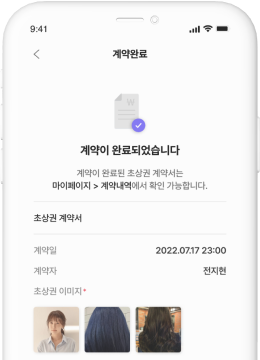 9:41
계약완료
W
계약이 완료되었습니다
계약이 완료된 초상권 계약서는
마이페이지 > 계약내역에서 확인 가능합니다.
초상권 계약서
계약일 2022.07.17 23:00
계약자 전지현
초상권 이미지*